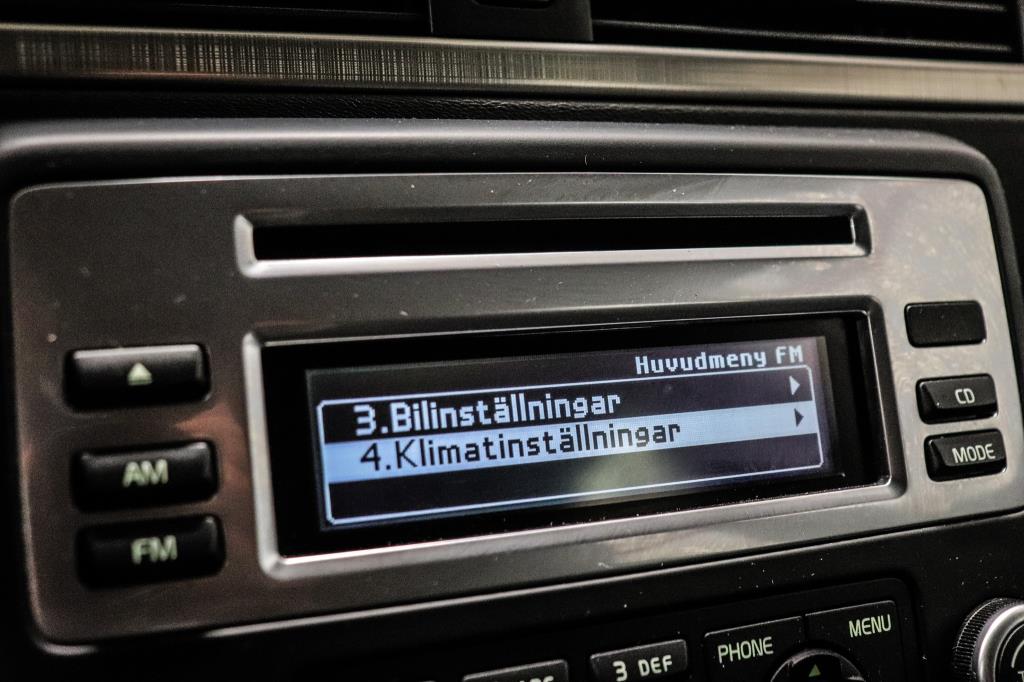 Huvudmeny FM
3.Bilinställningar
4.Klimatinställningar
AM
FM
CD
MODE
PHONE
MENU
3 DEF